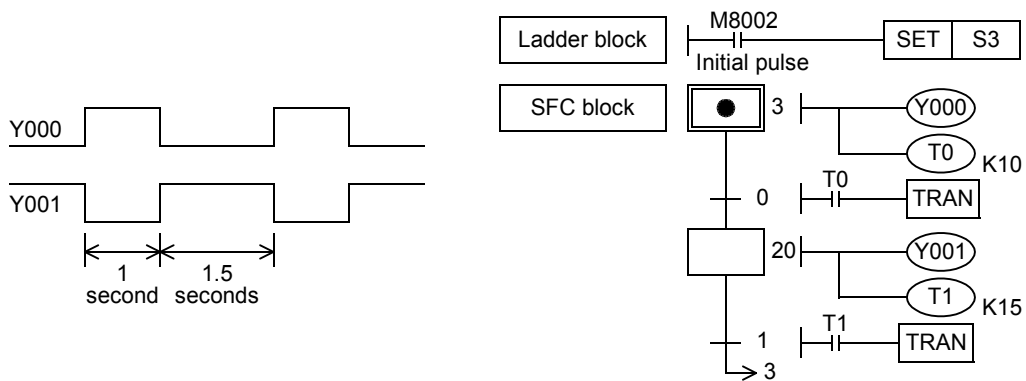 Y000
Y001
1
second
1.5
seconds
Ladder block
M8002
Initial pulse
SET S3
SFC block
3
Y000
T0 K10
0
T0
TRAN
20
Y001
T1 K15
1
T1
TRAN
3